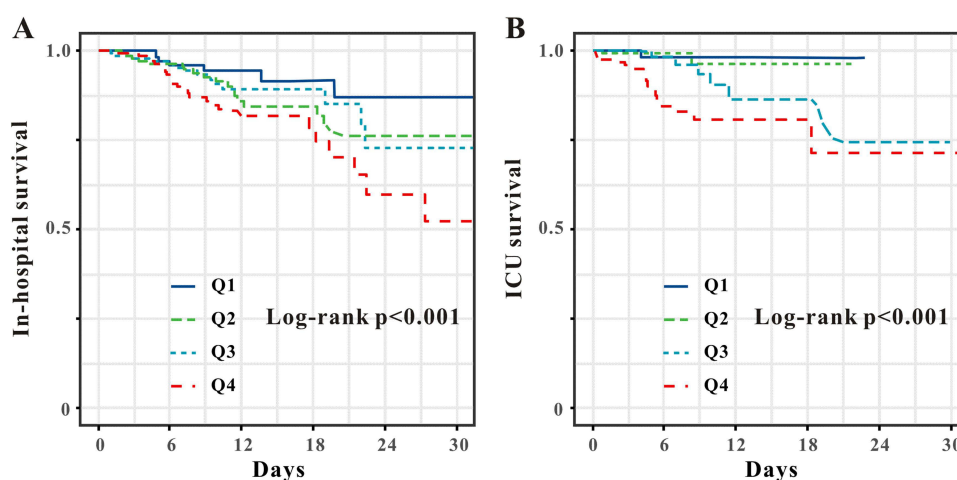 A
In-hospital survival
1.0
0.5
0
Q1
Q2
Q3
Q4
Log-rank p<0.001
0 6 12 18 24 30
Days
B
ICU survival
1.0
0.5
0
Q1
Q2
Q3
Q4
Log-rank p<0.001
0 6 12 18 24 30
Days